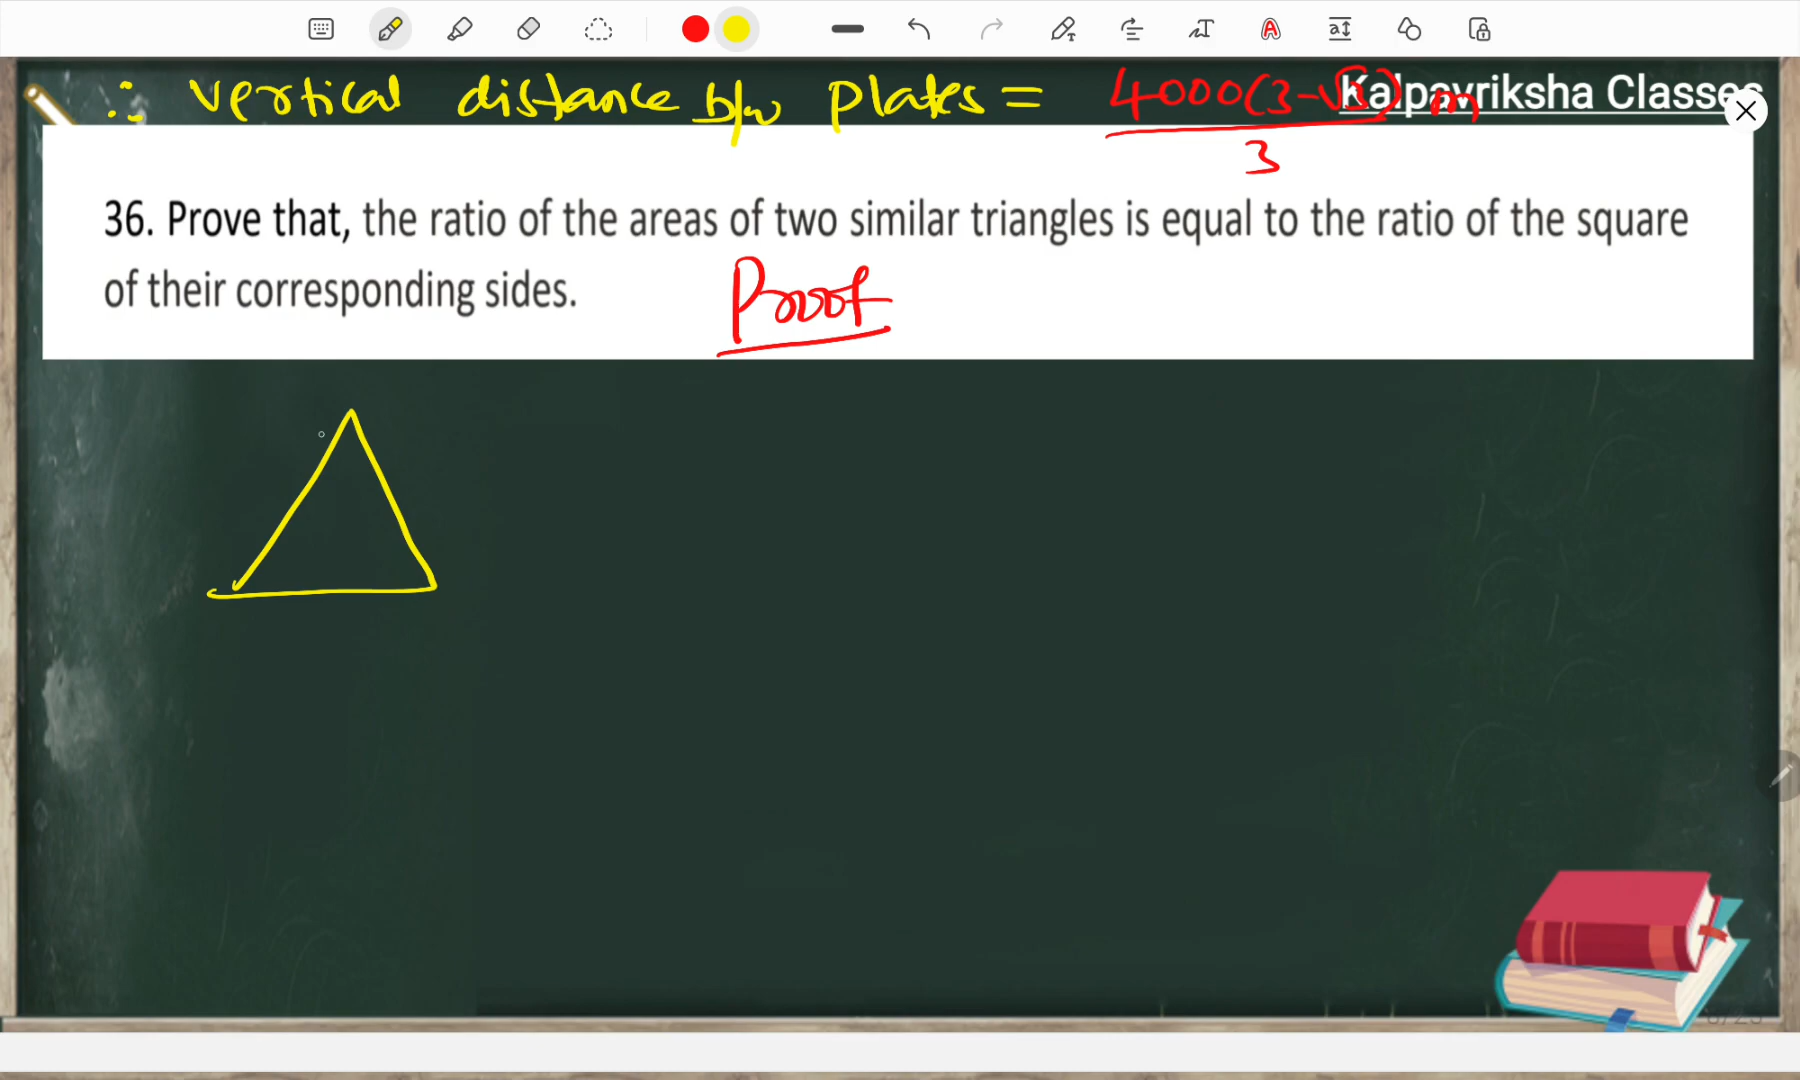 ∴ vertical distance b/w plates = 4000(3-√3) m
3
Kalpavriksha Classes
36. Prove that, the ratio of the areas of two similar triangles is equal to the ratio of the square
of their corresponding sides.
Proof